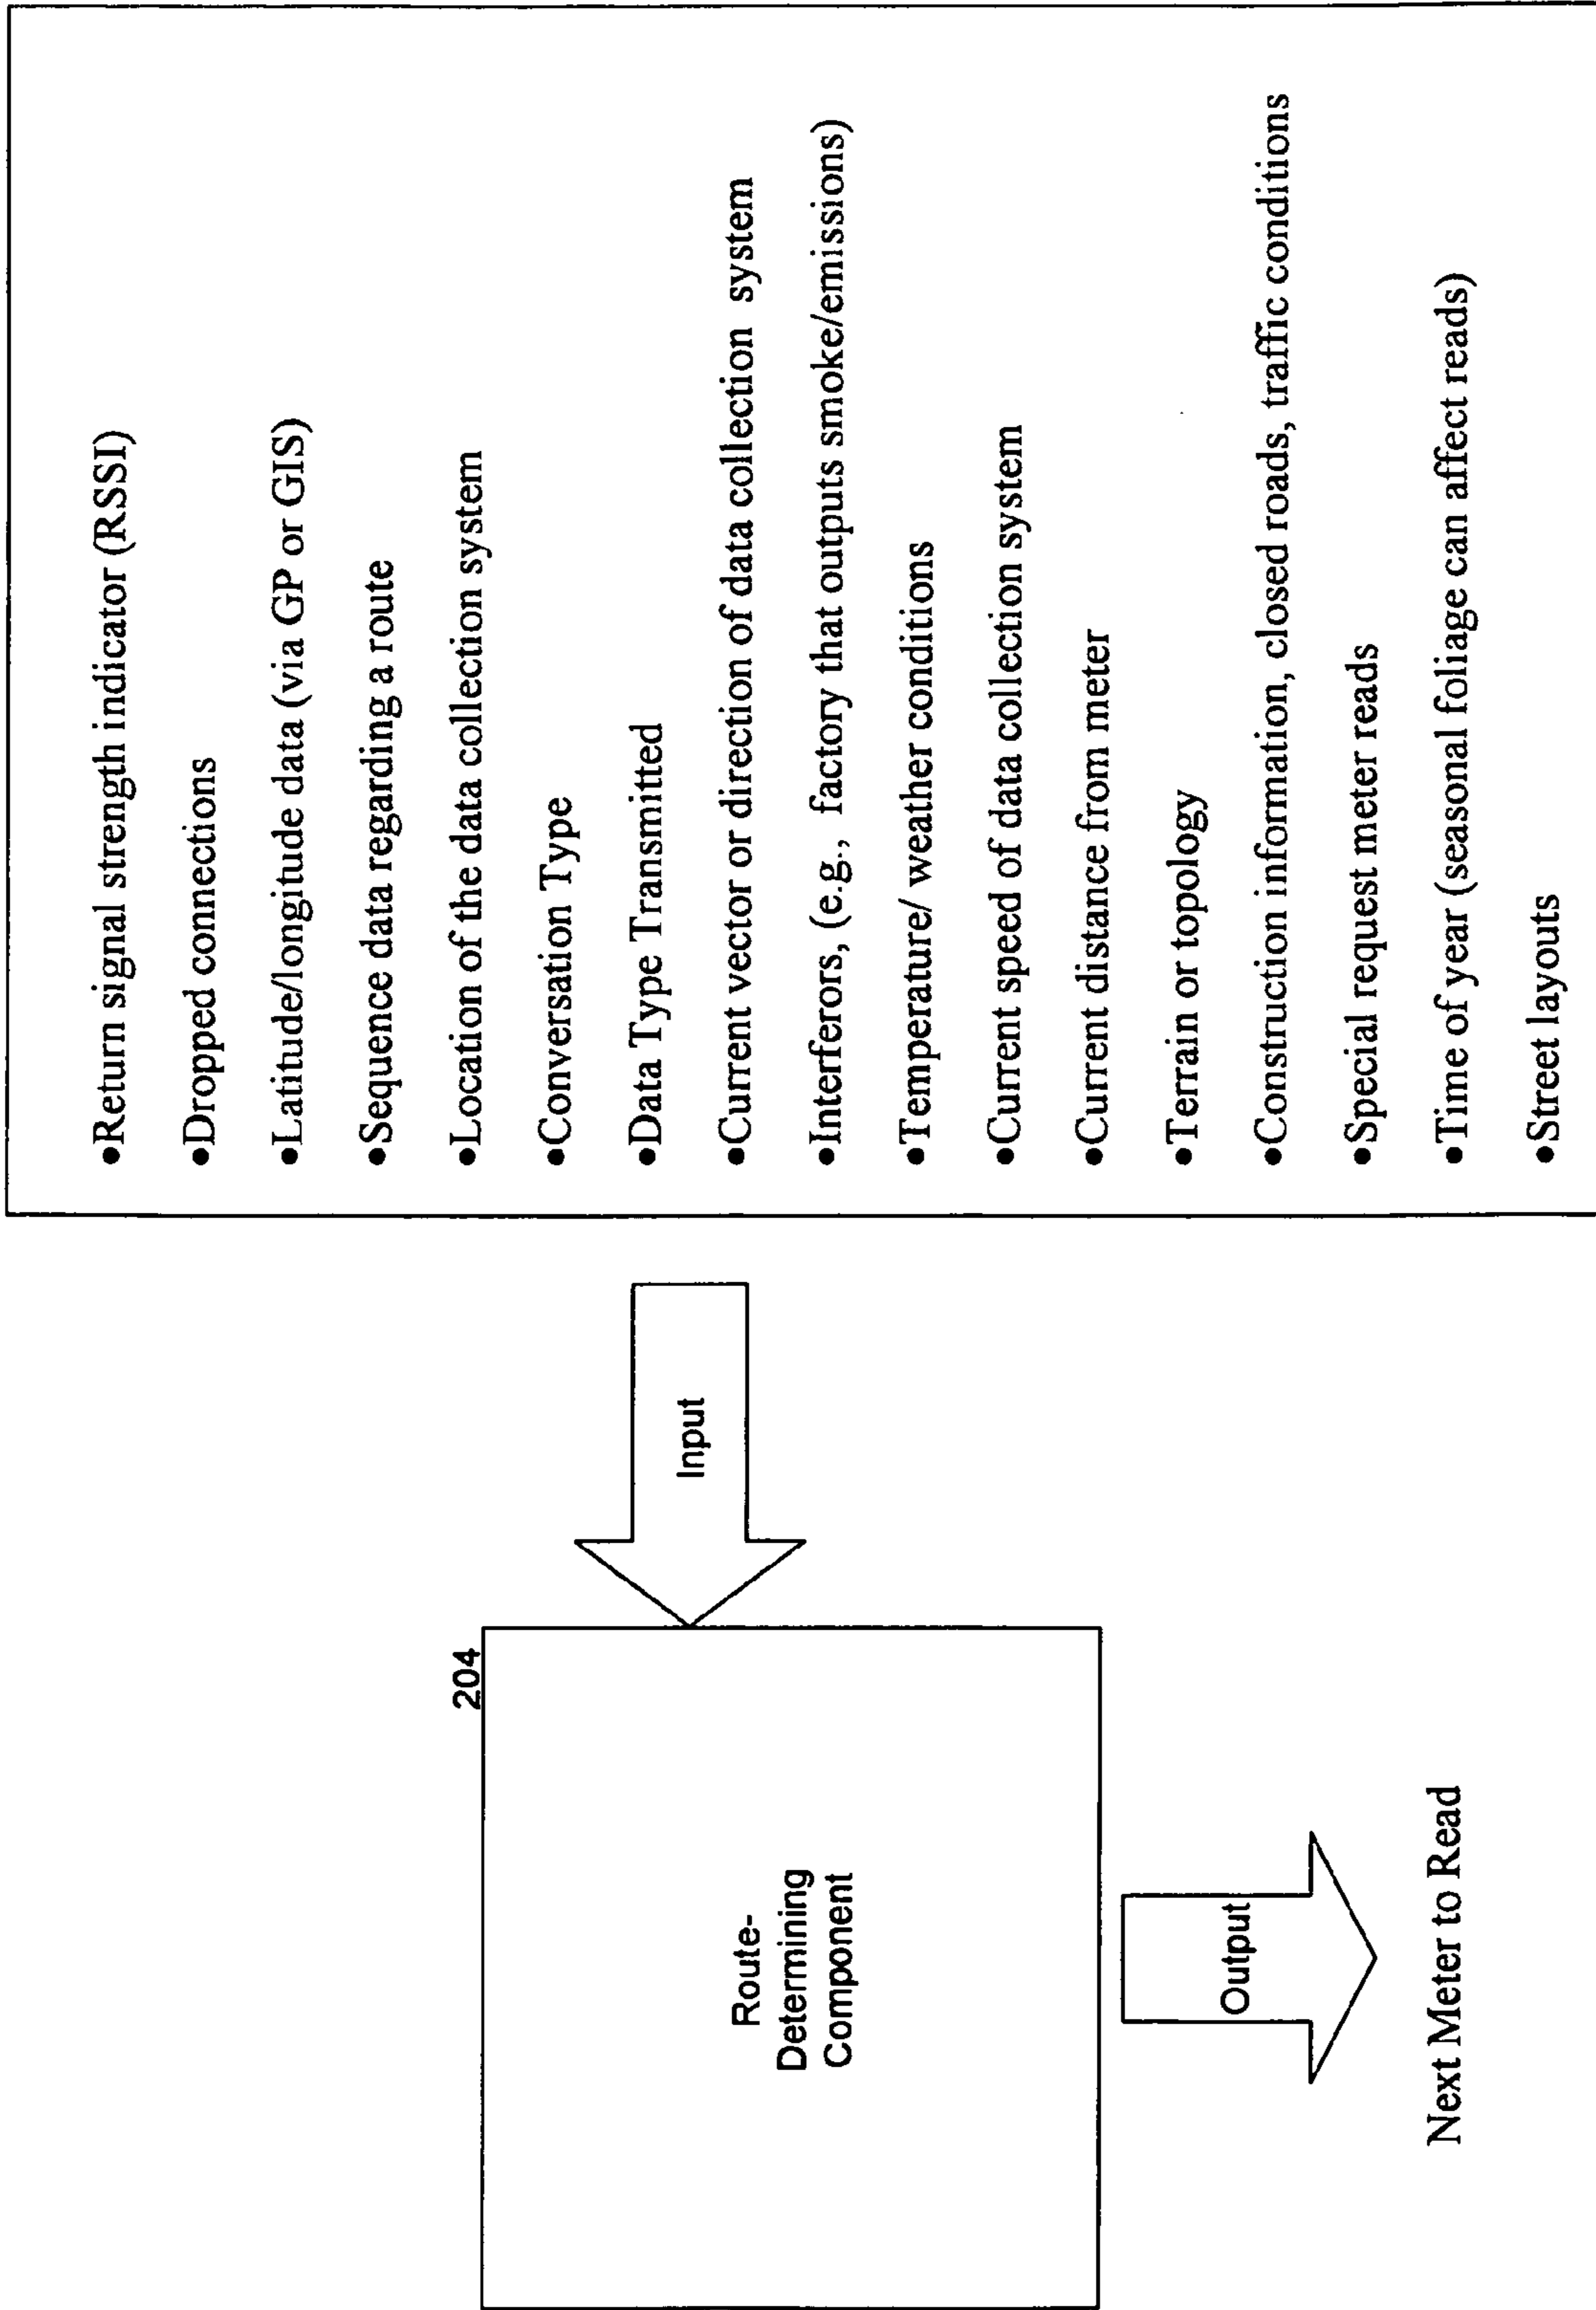 •Return signal strength indicator (RSSI)
•Dropped connections
•Latitude/longitude data (via GP or GIS)
•Sequence data regarding a route
•Location of the data collection system
•Conversation Type
•Data Type Transmitted
•Current vector or direction of data collection system
•Interferors, (e.g., factory that outputs smoke/emissions)
•Temperature/ weather conditions
•Current speed of data collection system
•Current distance from meter
•Terrain or topology
•Construction information, closed roads, traffic conditions
•Special request meter reads
•Time of year (seasonal foliage can affect reads)
•Street layouts
Input
204
Route-
Determining
Component
Output
Next Meter to Read